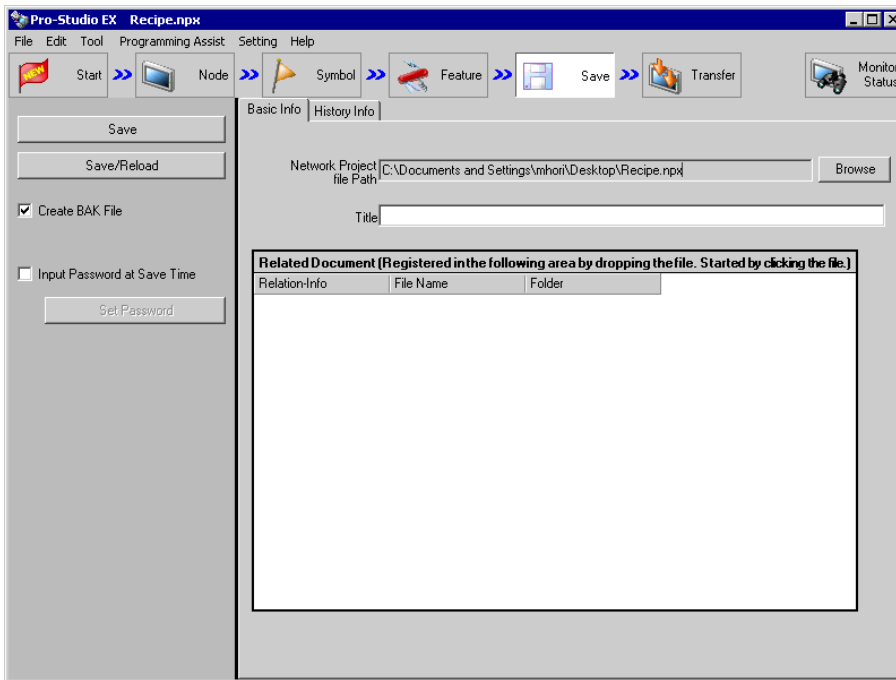 Pro-Studio EX Recipe.npx
File Edit Tool Programming Assist Setting Help
NEW Start Node Symbol Feature Save Transfer Monitor Status
Basic Info History Info
Save
Save/Reload
Create BAK File
Input Password at Save Time
Set Password
Network Project file Path C:\Documents and Settings\mhori\Desktop\Recipe.npx Browse
Title
Related Document (Registered in the following area by dropping the file. Started by clicking the file.)
Relation-Info File Name Folder